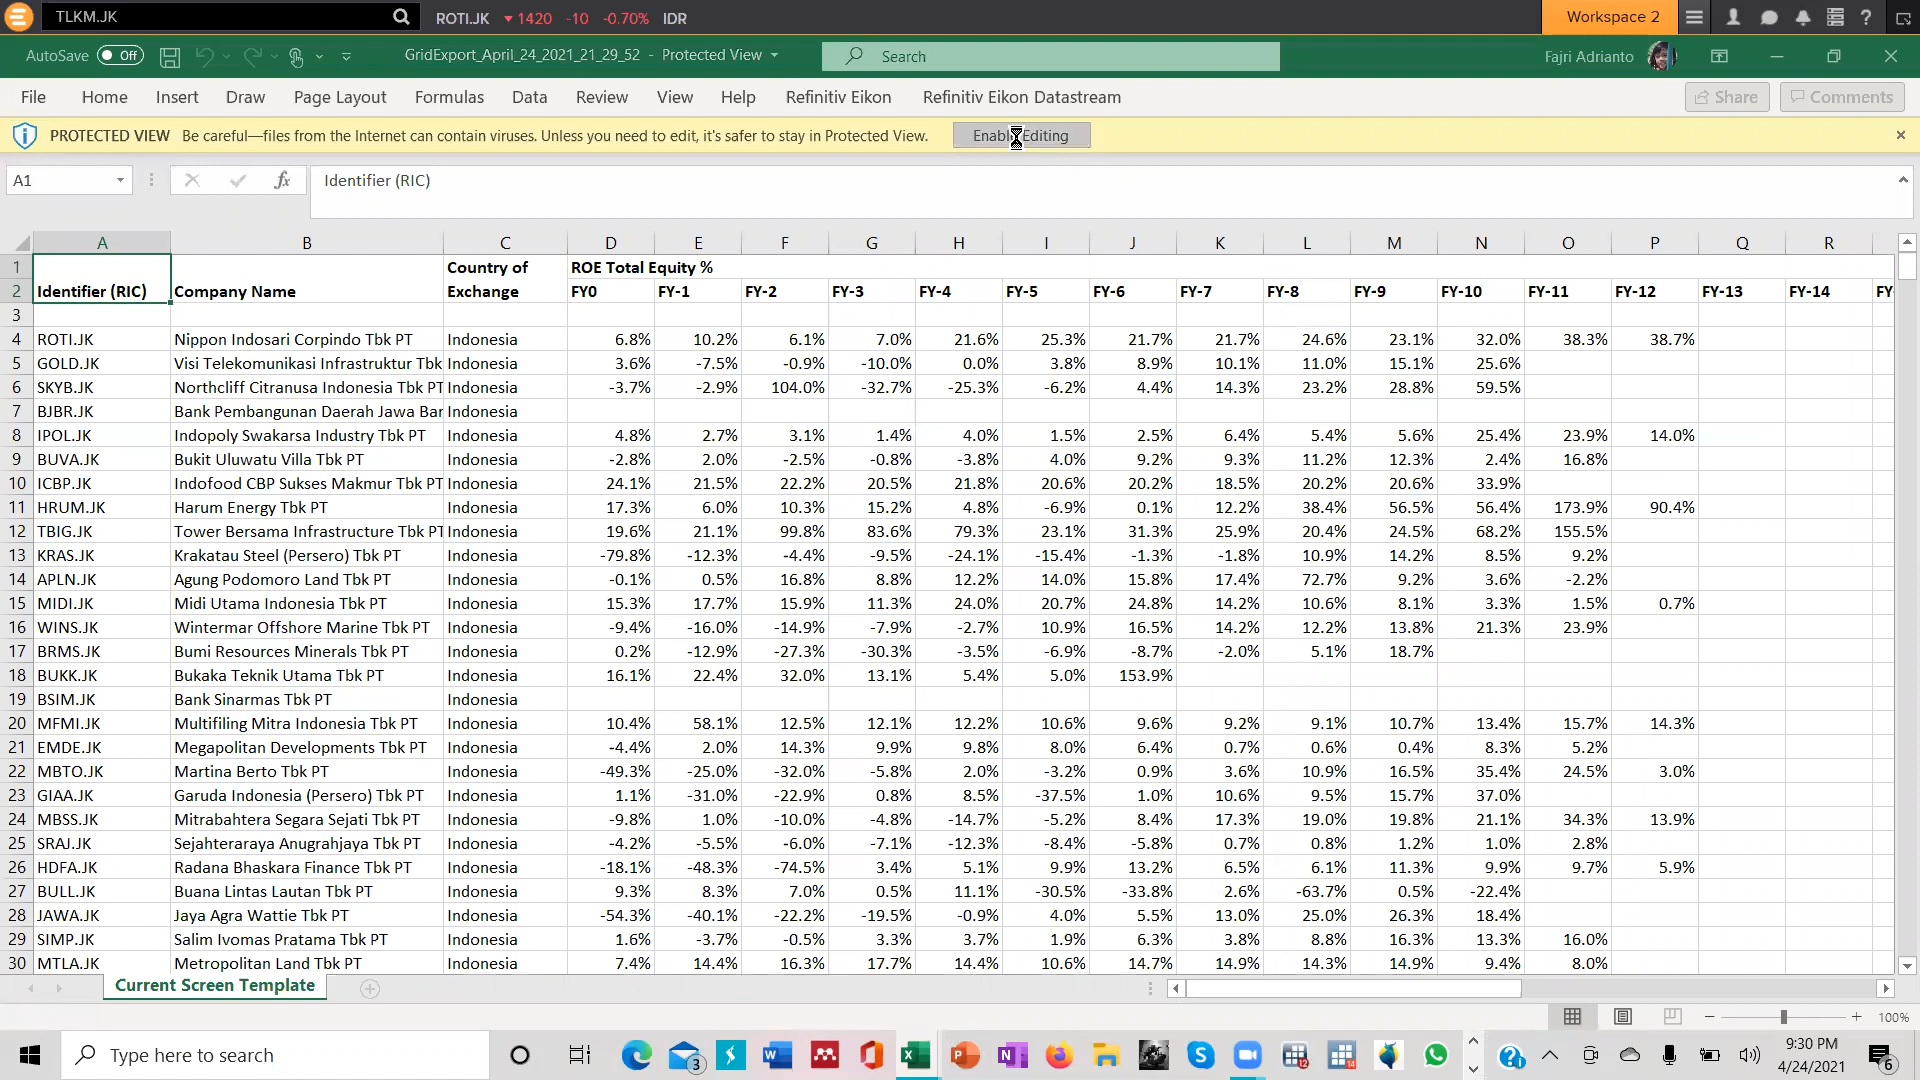 TLKM.JK ROTI.JK ▼ 1420 -10 -0.70% IDR Workspace 2 ?
AutoSave Off GridExport_April_24_2021_21_29_52 - Protected View Search Fajri Adrianto
File Home Insert Draw Page Layout Formulas Data Review View Help Refinitiv Eikon Refinitiv Eikon Datastream Share Comments
PROTECTED VIEW Be careful—files from the Internet can contain viruses. Unless you need to edit, it's safer to stay in Protected View. Enable Editing
A1 fx Identifier (RIC)
A B C D E F G H I J K L M N O P Q R
1 Country of ROE Total Equity %
2 Identifier (RIC) Company Name Exchange FY0 FY-1 FY-2 FY-3 FY-4 FY-5 FY-6 FY-7 FY-8 FY-9 FY-10 FY-11 FY-12 FY-13 FY-14 FY
3
4 ROTI.JK Nippon Indosari Corpindo Tbk PT Indonesia 6.8% 10.2% 6.1% 7.0% 21.6% 25.3% 21.7% 21.7% 24.6% 23.1% 32.0% 38.3% 38.7%
5 GOLD.JK Visi Telekomunikasi Infrastruktur Tbk Indonesia 3.6% -7.5% -0.9% -10.0% 0.0% 3.8% 8.9% 10.1% 11.0% 15.1% 25.6%
6 SKYB.JK Northcliff Citranusa Indonesia Tbk PT Indonesia -3.7% -2.9% 104.0% -32.7% -25.3% -6.2% 4.4% 14.3% 23.2% 28.8% 59.5%
7 BJBR.JK Bank Pembangunan Daerah Jawa Bar Indonesia
8 IPOL.JK Indopoly Swakarsa Industry Tbk PT Indonesia 4.8% 2.7% 3.1% 1.4% 4.0% 1.5% 2.5% 6.4% 5.4% 5.6% 25.4% 23.9% 14.0%
9 BUVA.JK Bukit Uluwatu Villa Tbk PT Indonesia -2.8% 2.0% -2.5% -0.8% -3.8% 4.0% 9.2% 9.3% 11.2% 12.3% 2.4% 16.8%
10 ICBP.JK Indofood CBP Sukses Makmur Tbk PT Indonesia 24.1% 21.5% 22.2% 20.5% 21.8% 20.6% 20.2% 18.5% 20.2% 20.6% 33.9%
11 HRUM.JK Harum Energy Tbk PT Indonesia 17.3% 6.0% 10.3% 15.2% 4.8% -6.9% 0.1% 12.2% 38.4% 56.5% 56.4% 173.9% 90.4%
12 TBIG.JK Tower Bersama Infrastructure Tbk PT Indonesia 19.6% 21.1% 99.8% 83.6% 79.3% 23.1% 31.3% 25.9% 20.4% 24.5% 68.2% 155.5%
13 KRAS.JK Krakatau Steel (Persero) Tbk PT Indonesia -79.8% -12.3% -4.4% -9.5% -24.1% -15.4% -1.3% -1.8% 10.9% 14.2% 8.5% 9.2%
14 APLN.JK Agung Podomoro Land Tbk PT Indonesia -0.1% 0.5% 16.8% 8.8% 12.2% 14.0% 15.8% 17.4% 72.7% 9.2% 3.6% -2.2%
15 MIDI.JK Midi Utama Indonesia Tbk PT Indonesia 15.3% 17.7% 15.9% 11.3% 24.0% 20.7% 24.8% 14.2% 10.6% 8.1% 3.3% 1.5% 0.7%
16 WINS.JK Wintermar Offshore Marine Tbk PT Indonesia -9.4% -16.0% -14.9% -7.9% -2.7% 10.9% 16.5% 14.2% 12.2% 13.8% 21.3% 23.9%
17 BRMS.JK Bumi Resources Minerals Tbk PT Indonesia 0.2% -12.9% -27.3% -30.3% -3.5% -6.9% -8.7% -2.0% 5.1% 18.7%
18 BUKK.JK Bukaka Teknik Utama Tbk PT Indonesia 16.1% 22.4% 32.0% 13.1% 5.4% 5.0% 153.9%
19 BSIM.JK Bank Sinarmas Tbk PT Indonesia
20 MFMI.JK Multifiling Mitra Indonesia Tbk PT Indonesia 10.4% 58.1% 12.5% 12.1% 12.2% 10.6% 9.6% 9.2% 9.1% 10.7% 13.4% 15.7% 14.3%
21 EMDE.JK Megapolitan Developments Tbk PT Indonesia -4.4% 2.0% 14.3% 9.9% 9.8% 8.0% 6.4% 0.7% 0.6% 0.4% 8.3% 5.2%
22 MBTO.JK Martina Berto Tbk PT Indonesia -49.3% -25.0% -32.0% -5.8% 2.0% -3.2% 0.9% 3.6% 10.9% 16.5% 35.4% 24.5% 3.0%
23 GIAA.JK Garuda Indonesia (Persero) Tbk PT Indonesia 1.1% -31.0% -22.9% 0.8% 8.5% -37.5% 1.0% 10.6% 9.5% 15.7% 37.0%
24 MBSS.JK Mitrabahtera Segara Sejati Tbk PT Indonesia -9.8% 1.0% -10.0% -4.8% -14.7% -5.2% 8.4% 17.3% 19.0% 19.8% 21.1% 34.3% 13.9%
25 SRAJ.JK Sejahteraraya Anugrahjaya Tbk PT Indonesia -4.2% -5.5% -6.0% -7.1% -12.3% -8.4% -5.8% 0.7% 0.8% 1.2% 1.0% 2.8%
26 HDFA.JK Radana Bhaskara Finance Tbk PT Indonesia -18.1% -48.3% -74.5% 3.4% 5.1% 9.9% 13.2% 6.5% 6.1% 11.3% 9.9% 9.7% 5.9%
27 BULL.JK Buana Lintas Lautan Tbk PT Indonesia 9.3% 8.3% 7.0% 0.5% 11.1% -30.5% -33.8% 2.6% -63.7% 0.5% -22.4%
28 JAWA.JK Jaya Agra Wattie Tbk PT Indonesia -54.3% -40.1% -22.2% -19.5% -0.9% 4.0% 5.5% 13.0% 25.0% 26.3% 18.4%
29 SIMP.JK Salim Ivomas Pratama Tbk PT Indonesia 1.6% -3.7% -0.5% 3.3% 3.7% 1.9% 6.3% 3.8% 8.8% 16.3% 13.3% 16.0%
30 MTLA.JK Metropolitan Land Tbk PT Indonesia 7.4% 14.4% 16.3% 17.7% 14.4% 10.6% 14.7% 14.9% 14.3% 14.9% 9.4% 8.0%
Current Screen Template
100%
Type here to search 3 12 14 9:30 PM
4/24/2021 6